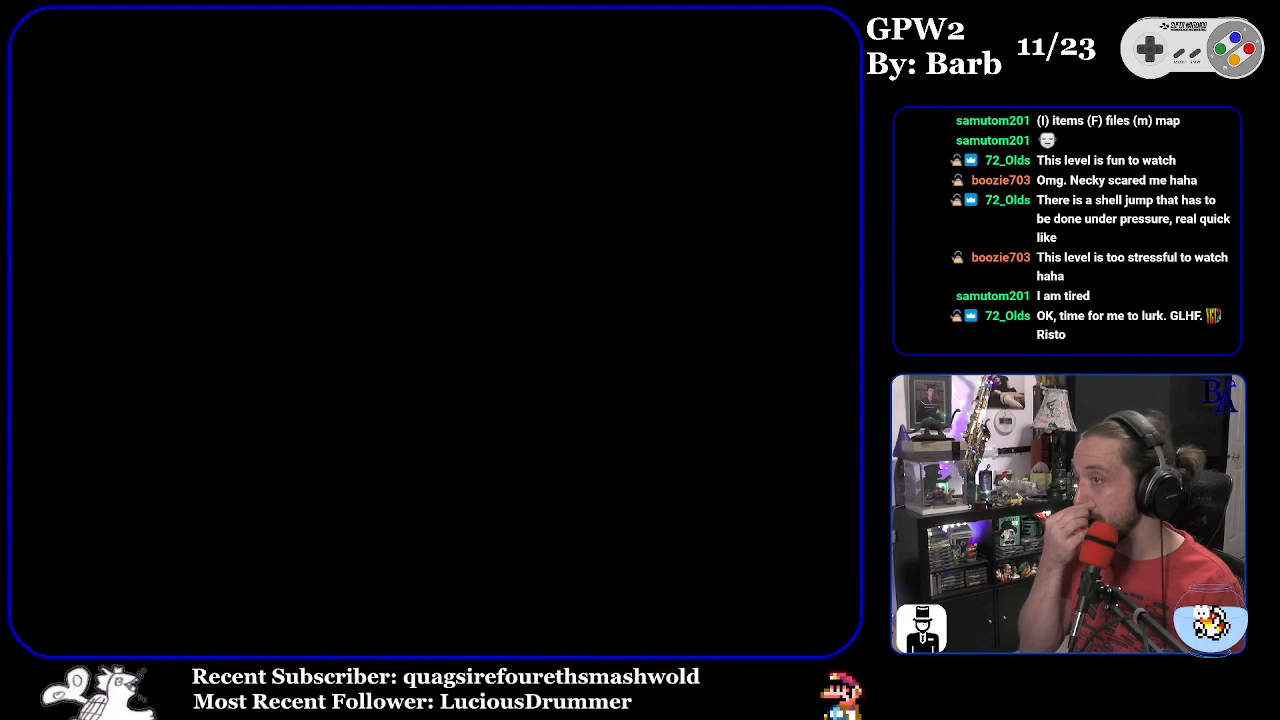 GPW2
By: Barb
11/23
samutom201 (I) items (F) files (m) map
samutom201
72_Olds This level is fun to watch
boozie703 Omg. Necky scared me haha
72_Olds There is a shell jump that has to
be done under pressure, real quick
like
boozie703 This level is too stressful to watch
haha
samutom201 I am tired
72_Olds OK, time for me to lurk. GLHF.
Risto
Recent Subscriber: quagsirefourethsmashwold
Most Recent Follower: LuciousDrummer